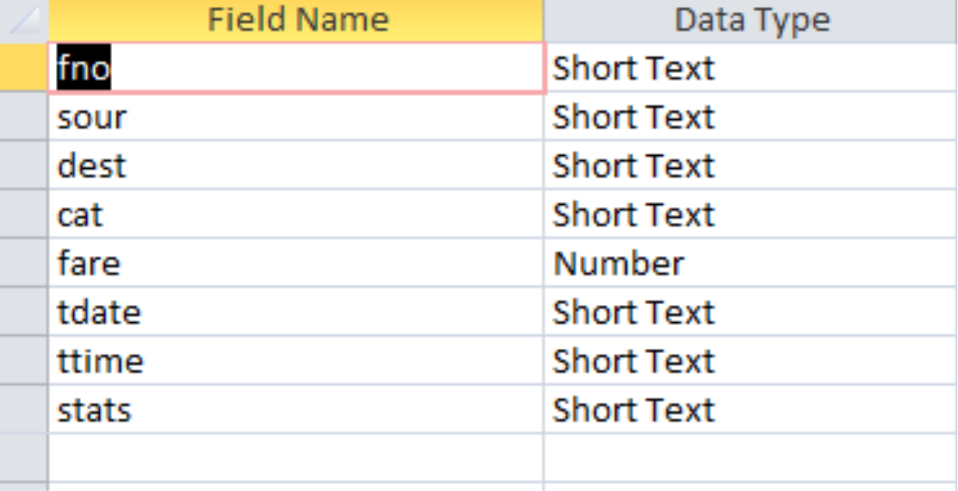 Field Name Data Type
fno Short Text
sour Short Text
dest Short Text
cat Short Text
fare Number
tdate Short Text
ttime Short Text
stats Short Text